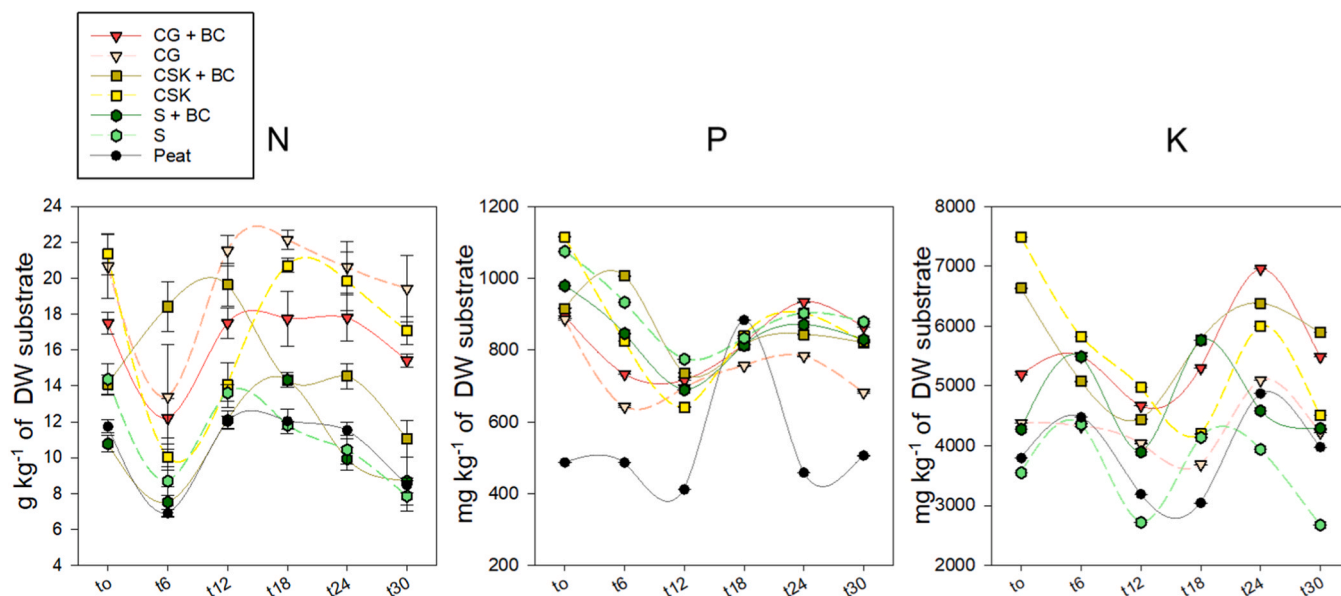 CG + BC
CG
CSK + BC
CSK
S + BC
S
Peat
N
P
K
g kg⁻¹ of DW substrate
24
22
20
18
16
14
12
10
8
6
4
to
t6
t12
t18
t24
t30
mg kg⁻¹ of DW substrate
1200
1000
800
600
400
200
to
t6
t12
t18
t24
t30
mg kg⁻¹ of DW substrate
8000
7000
6000
5000
4000
3000
2000
to
t6
t12
t18
t24
t30